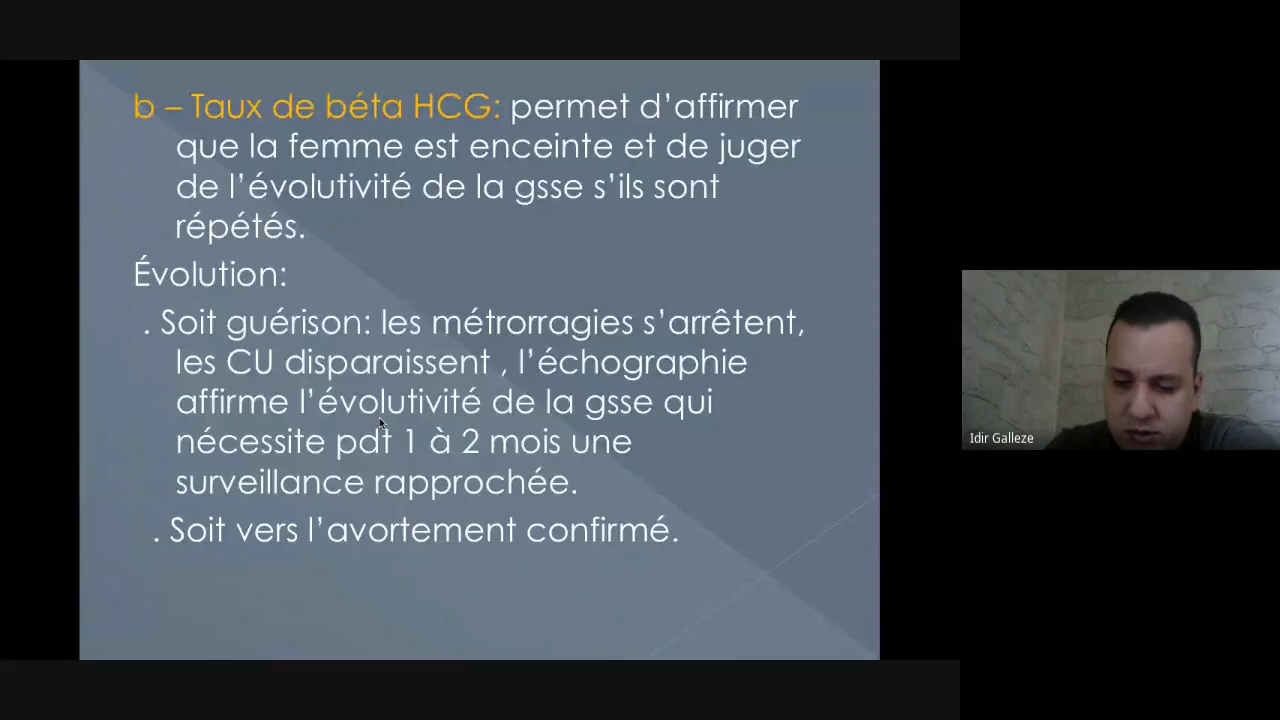 b – Taux de béta HCG: permet d’affirmer
que la femme est enceinte et de juger
de l’évolutivité de la gsse s’ils sont
répétés.
Évolution:
. Soit guérison: les métrorragies s’arrêtent,
les CU disparaissent , l’échographie
affirme l’évolutivité de la gsse qui
nécessite pdt 1 à 2 mois une
surveillance rapprochée.
. Soit vers l’avortement confirmé.
Idir Galleze